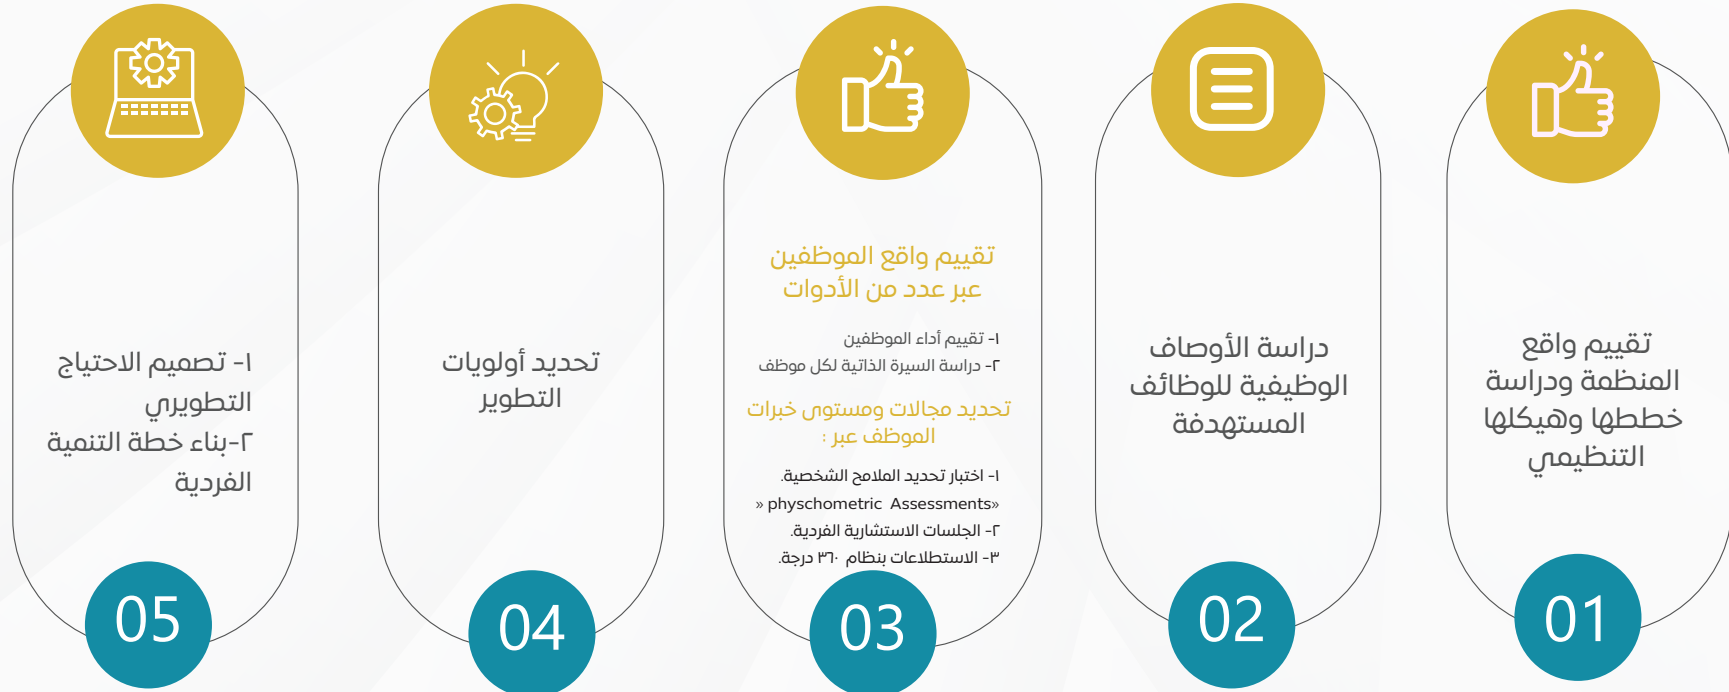 تقييم واقع
المنظمة ودراسة
خططها وهيكلها
التنظيمي
01
دراسة الأوصاف
الوظيفية للوظائف
المستهدفة
02
تقييم واقع الموظفين
عبر عدد من الأدوات
١- تقييم أداء الموظفين
٢- دراسة السيرة الذاتية لكل موظف
تحديد مجالات ومستوى خبرات
الموظف عبر :
١- اختبار تحديد الملامح الشخصية.
«physchometric Assessments »
٢- الجلسات الاستشارية الفردية.
٣- الاستطلاعات بنظام ٣٦٠ درجة.
03
تحديد أولويات
التطوير
04
١- تصميم الاحتياج
التطويري
٢-بناء خطة التنمية
الفردية
05